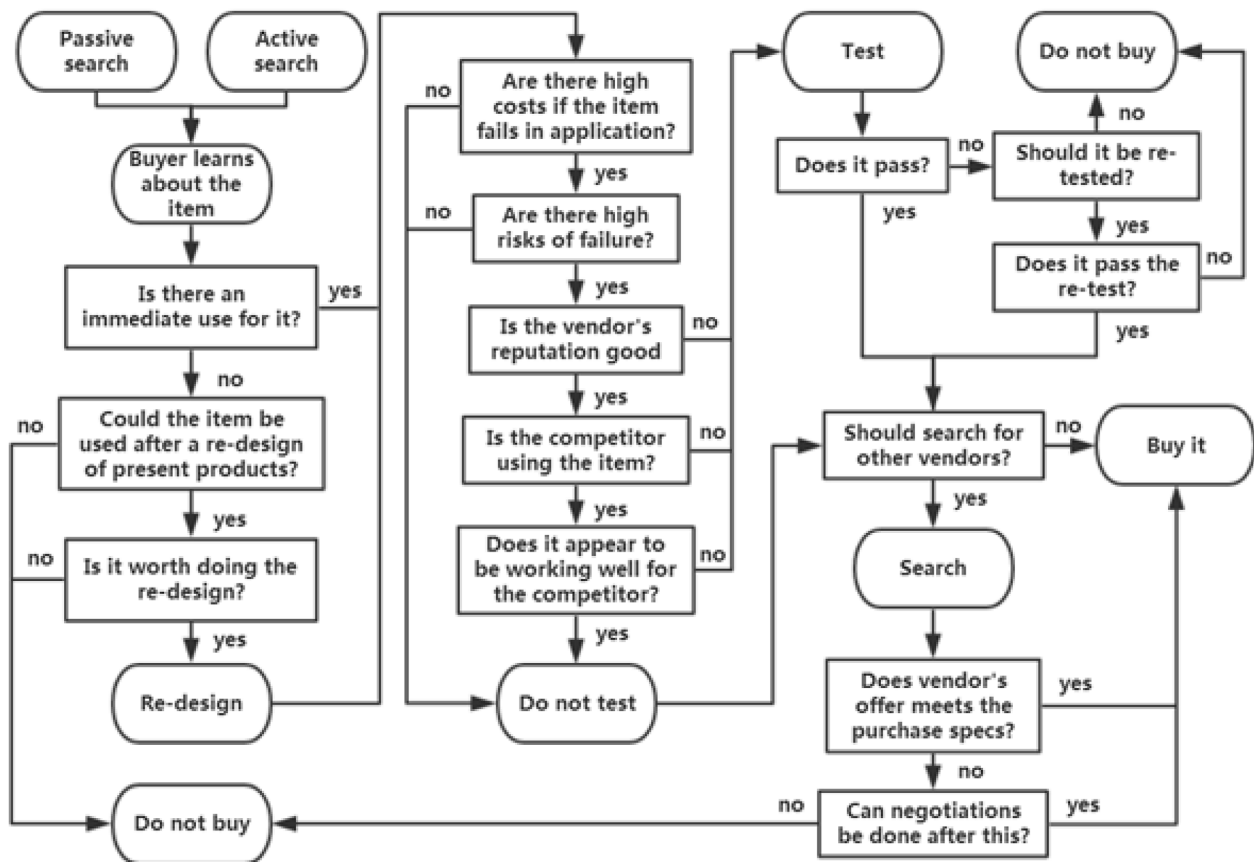 Passive
search
Active
search
Buyer learns
about the
item
Is there an
immediate use for it?
yes
no
Could the item be
used after a re-design
of present products?
no
yes
Is it worth doing the
re-design?
no
yes
Re-design
Do not buy
Are there high
costs if the item
fails in application?
no
yes
Are there high
risks of failure?
no
yes
Is the vendor's
reputation good
no
yes
Is the competitor
using the item?
no
yes
Does it appear to
be working well for
the competitor?
no
yes
Do not test
Test
Does it pass?
no
yes
Do not buy
no
Should it be re-
tested?
yes
Does it pass the
re-test?
no
yes
Should search for
other vendors?
no
Buy it
yes
Search
Does vendor's
offer meets the
purchase specs?
yes
no
Can negotiations
be done after this?
no
yes